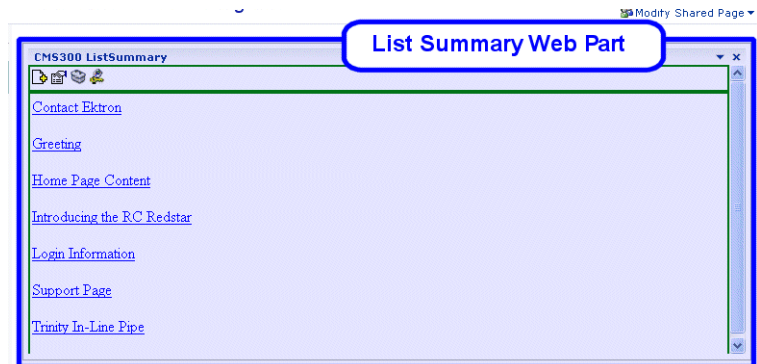 Modify Shared Page
List Summary Web Part
CMS300 ListSummary
Contact Ektron
Greeting
Home Page Content
Introducing the RC Redstar
Login Information
Support Page
Trinity In-Line Pipe